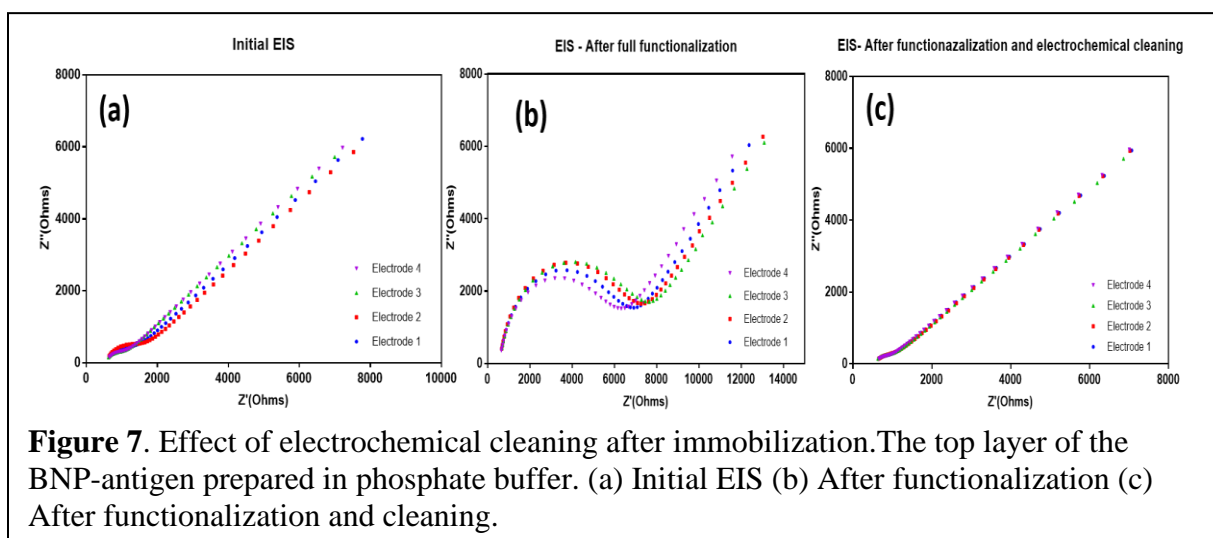 Initial EIS
EIS - After full functionalization
EIS- After functionazalization and electrochemical cleaning
8000
6000
4000
2000
0
Z''(Ohms)
(a)
Electrode 4
Electrode 3
Electrode 2
Electrode 1
0 2000 4000 6000 8000 10000
Z'(Ohms)
8000
6000
4000
2000
0
Z''(Ohms)
(b)
Electrode 4
Electrode 3
Electrode 2
Electrode 1
0 2000 4000 6000 8000 10000 12000 14000
Z'(Ohms)
8000
6000
4000
2000
0
Z''(Ohms)
(c)
Electrode 4
Electrode 3
Electrode 2
Electrode 1
0 2000 4000 6000 8000
Z'(Ohms)
Figure 7. Effect of electrochemical cleaning after immobilization.The top layer of the
BNP-antigen prepared in phosphate buffer. (a) Initial EIS (b) After functionalization (c)
After functionalization and cleaning.